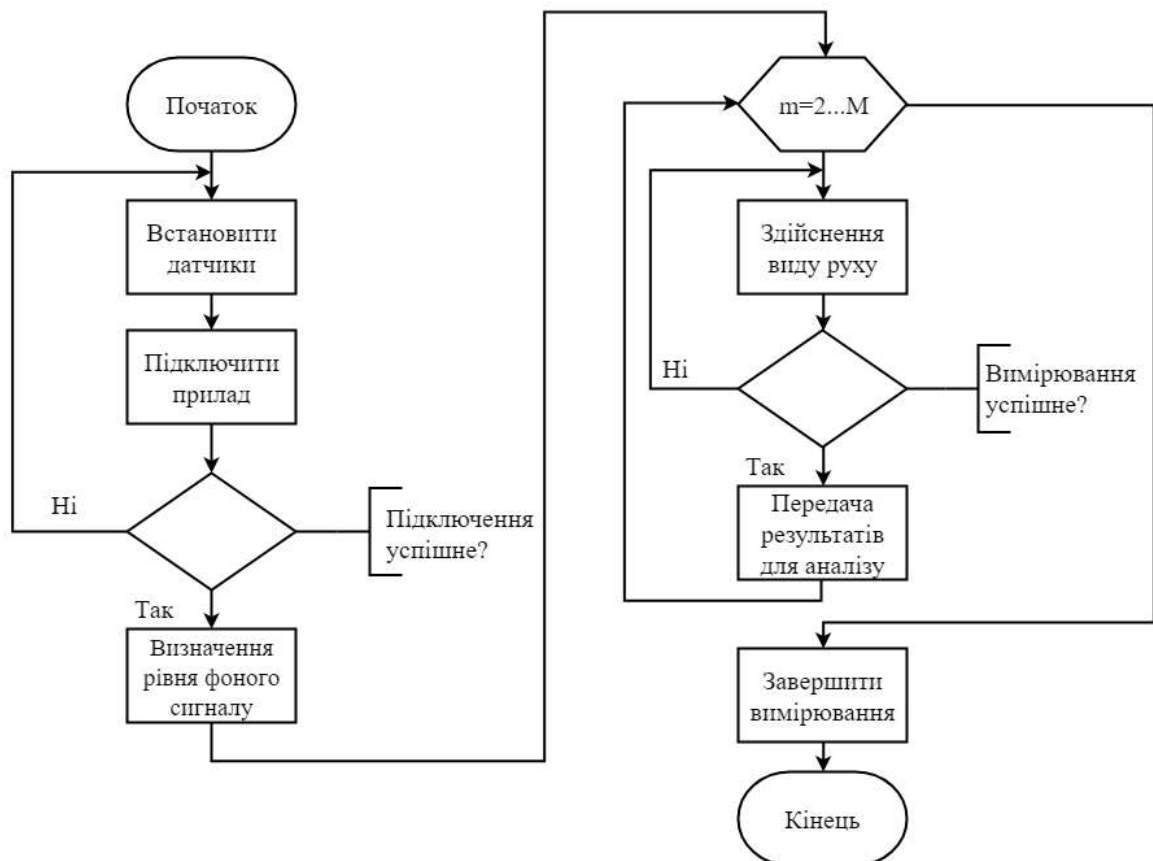 Початок
Встановити
датчики
Підключити
прилад
Ні
Підключення
успішне?
Так
Визначення
рівня фоного
сигналу
m=2...M
Здійснення
виду руху
Ні
Вимірювання
успішне?
Так
Передача
результатів
для аналізу
Завершити
вимірювання
Кінець